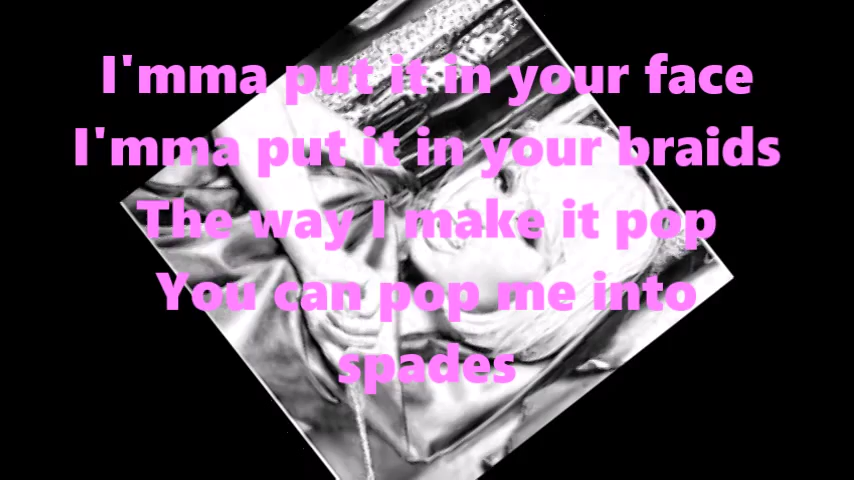 I'mma put it in your face
I'mma put it in your braids
The way I make it pop
You can pop me into
spades